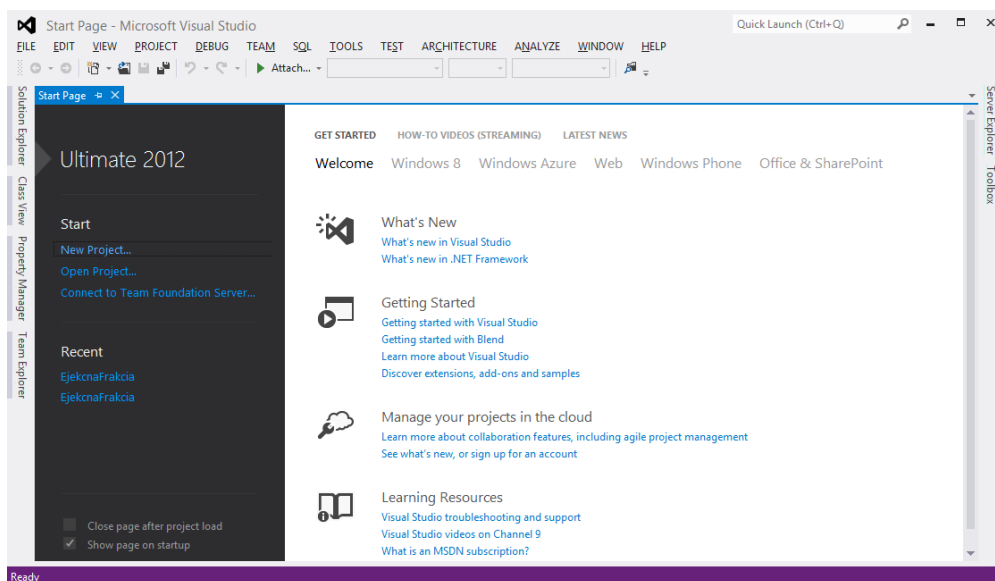 Start Page - Microsoft Visual Studio
Quick Launch (Ctrl+Q)
FILE EDIT VIEW PROJECT DEBUG TEAM SQL TOOLS TEST ARCHITECTURE ANALYZE WINDOW HELP
Attach...
Solution Explorer
Class View
Property Manager
Team Explorer
Start Page
Ultimate 2012
Start
New Project...
Open Project...
Connect to Team Foundation Server...
Recent
EjekcnaFrakcia
EjekcnaFrakcia
Close page after project load
Show page on startup
GET STARTED HOW-TO VIDEOS (STREAMING) LATEST NEWS
Welcome Windows 8 Windows Azure Web Windows Phone Office & SharePoint
What's New
What's new in Visual Studio
What's new in .NET Framework
Getting Started
Getting started with Visual Studio
Getting started with Blend
Learn more about Visual Studio
Discover extensions, add-ons and samples
Manage your projects in the cloud
Learn more about collaboration features, including agile project management
See what's new, or sign up for an account
Learning Resources
Visual Studio troubleshooting and support
Visual Studio videos on Channel 9
What is an MSDN subscription?
Server Explorer
Toolbox
Ready